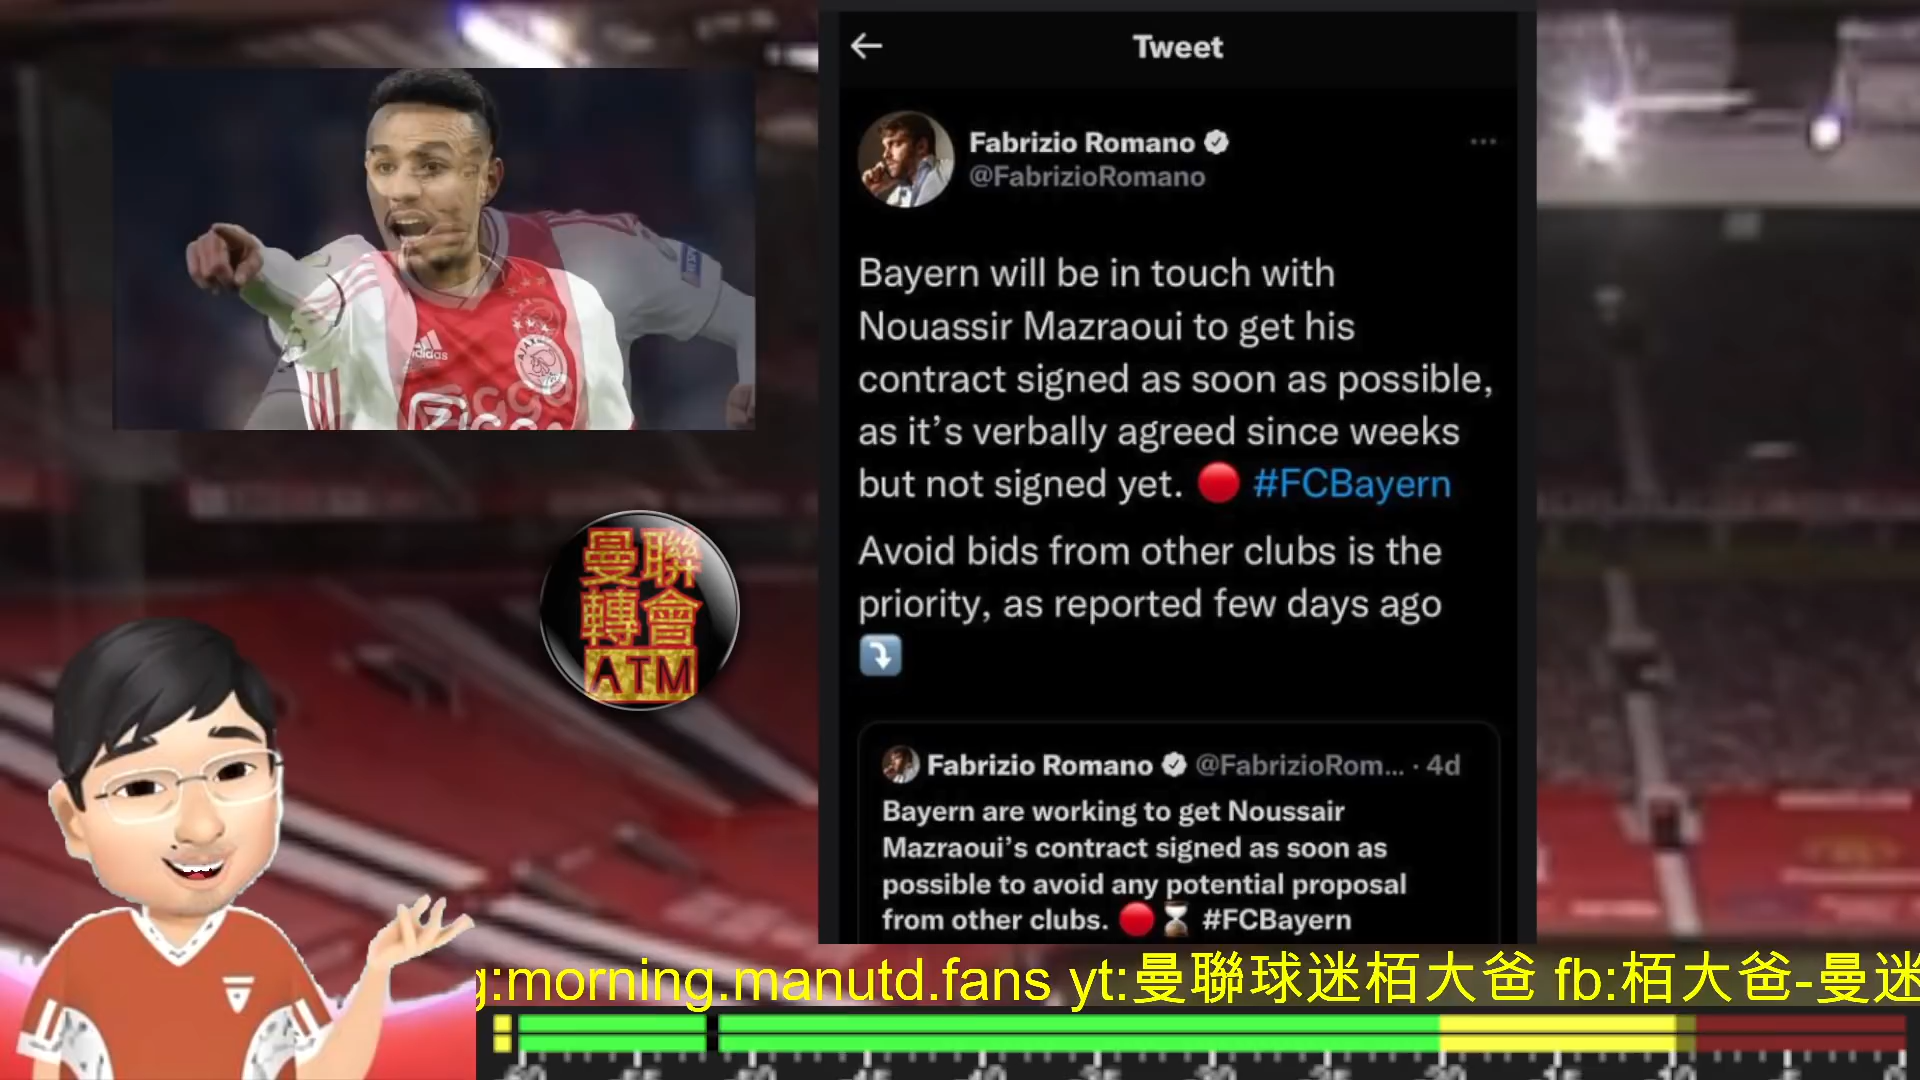 Tweet
Fabrizio Romano
@FabrizioRomano
Bayern will be in touch with
Nouassir Mazraoui to get his
contract signed as soon as possible,
as it’s verbally agreed since weeks
but not signed yet. 🔴 #FCBayern
Avoid bids from other clubs is the
priority, as reported few days ago
⤵️
Fabrizio Romano @FabrizioRom... · 4d
Bayern are working to get Noussair
Mazraoui’s contract signed as soon as
possible to avoid any potential proposal
from other clubs. 🔴 ⏳ #FCBayern
adidas
AJAX
Ziggo
曼聯
轉會
ATM
g:morning.manutd.fans yt:曼聯球迷栢大爸 fb:栢大爸-曼迷